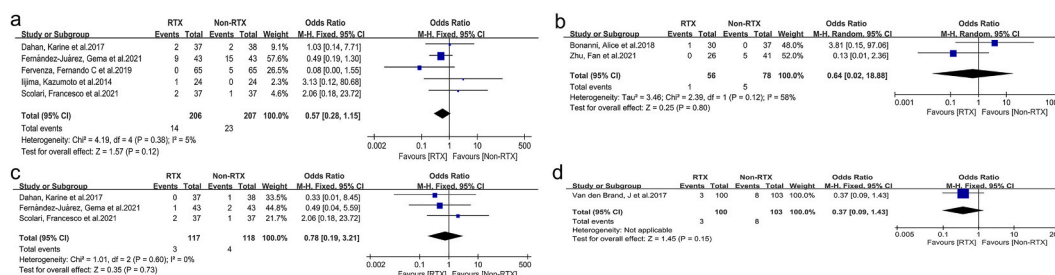 a
RTX Non-RTX Odds Ratio Odds Ratio
Study or Subgroup Events Total Events Total Weight M-H, Fixed, 95% CI M-H, Fixed, 95% CI
Dahan, Karine et al.2017 2 37 2 38 9.1% 1.03 [0.14, 7.71]
Fernández-Juárez, Gema et al.2021 9 43 15 43 57.6% 0.49 [0.19, 1.30]
Fervenza, Fernando C et al.2019 0 65 5 65 0.08 [0.00, 1.55]
Iijima, Kazumoto et al.2014 1 24 0 24 3.13 [0.12, 80.68]
Scolari, Francesco et al.2021 2 37 1 37 4.6% 2.06 [0.18, 23.72]
Total (95% CI) 206 207 100.0% 0.57 [0.28, 1.15]
Total events 14 23
Heterogeneity: Chi² = 4.19, df = 4 (P = 0.38); I² = 5%
Test for overall effect: Z = 1.57 (P = 0.12)
0.002 0.1 1 10 500
Favours [RTX] Favours [Non-RTX]
b
RTX Non-RTX Odds Ratio Odds Ratio
Study or Subgroup Events Total Events Total Weight M-H, Random, 95% CI M-H, Random, 95% CI
Bonanni, Alice et al.2018 1 30 0 37 48.0% 3.81 [0.15, 97.06]
Zhu, Fan et al.2021 0 26 5 41 52.0% 0.13 [0.01, 2.36]
Total (95% CI) 56 78 100.0% 0.64 [0.02, 18.88]
Total events 1 5
Heterogeneity: Tau² = 3.46; Chi² = 2.39, df = 1 (P = 0.12); I² = 58%
Test for overall effect: Z = 0.25 (P = 0.80)
0.001 0.1 1 10 1000
Favours [RTX] Favours [Non-RTX]
c
RTX Non-RTX Odds Ratio Odds Ratio
Study or Subgroup Events Total Events Total Weight M-H, Fixed, 95% CI M-H, Fixed, 95% CI
Dahan, Karine et al.2017 0 37 1 38 33.5% 0.33 [0.01, 8.45]
Fernández-Juárez, Gema et al.2021 1 43 2 43 44.8% 0.49 [0.04, 5.59]
Scolari, Francesco et al.2021 2 37 1 37 21.7% 2.06 [0.18, 23.72]
Total (95% CI) 117 118 100.0% 0.78 [0.19, 3.21]
Total events 3 4
Heterogeneity: Chi² = 1.01, df = 2 (P = 0.60); I² = 0%
Test for overall effect: Z = 0.35 (P = 0.73)
0.002 0.1 1 10 500
Favours [RTX] Favours [Non-RTX]
d
RTX Non-RTX Odds Ratio Odds Ratio
Study or Subgroup Events Total Events Total Weight M-H, Fixed, 95% CI M-H, Fixed, 95% CI
Van den Brand, J et al.2017 3 100 8 103 100.0% 0.37 [0.09, 1.43]
Total (95% CI) 100 103 100.0% 0.37 [0.09, 1.43]
Total events 3 8
Heterogeneity: Not applicable
Test for overall effect: Z = 1.45 (P = 0.15)
0.005 0.1 1 10
Favours [RTX] Favours [Non-RTX]